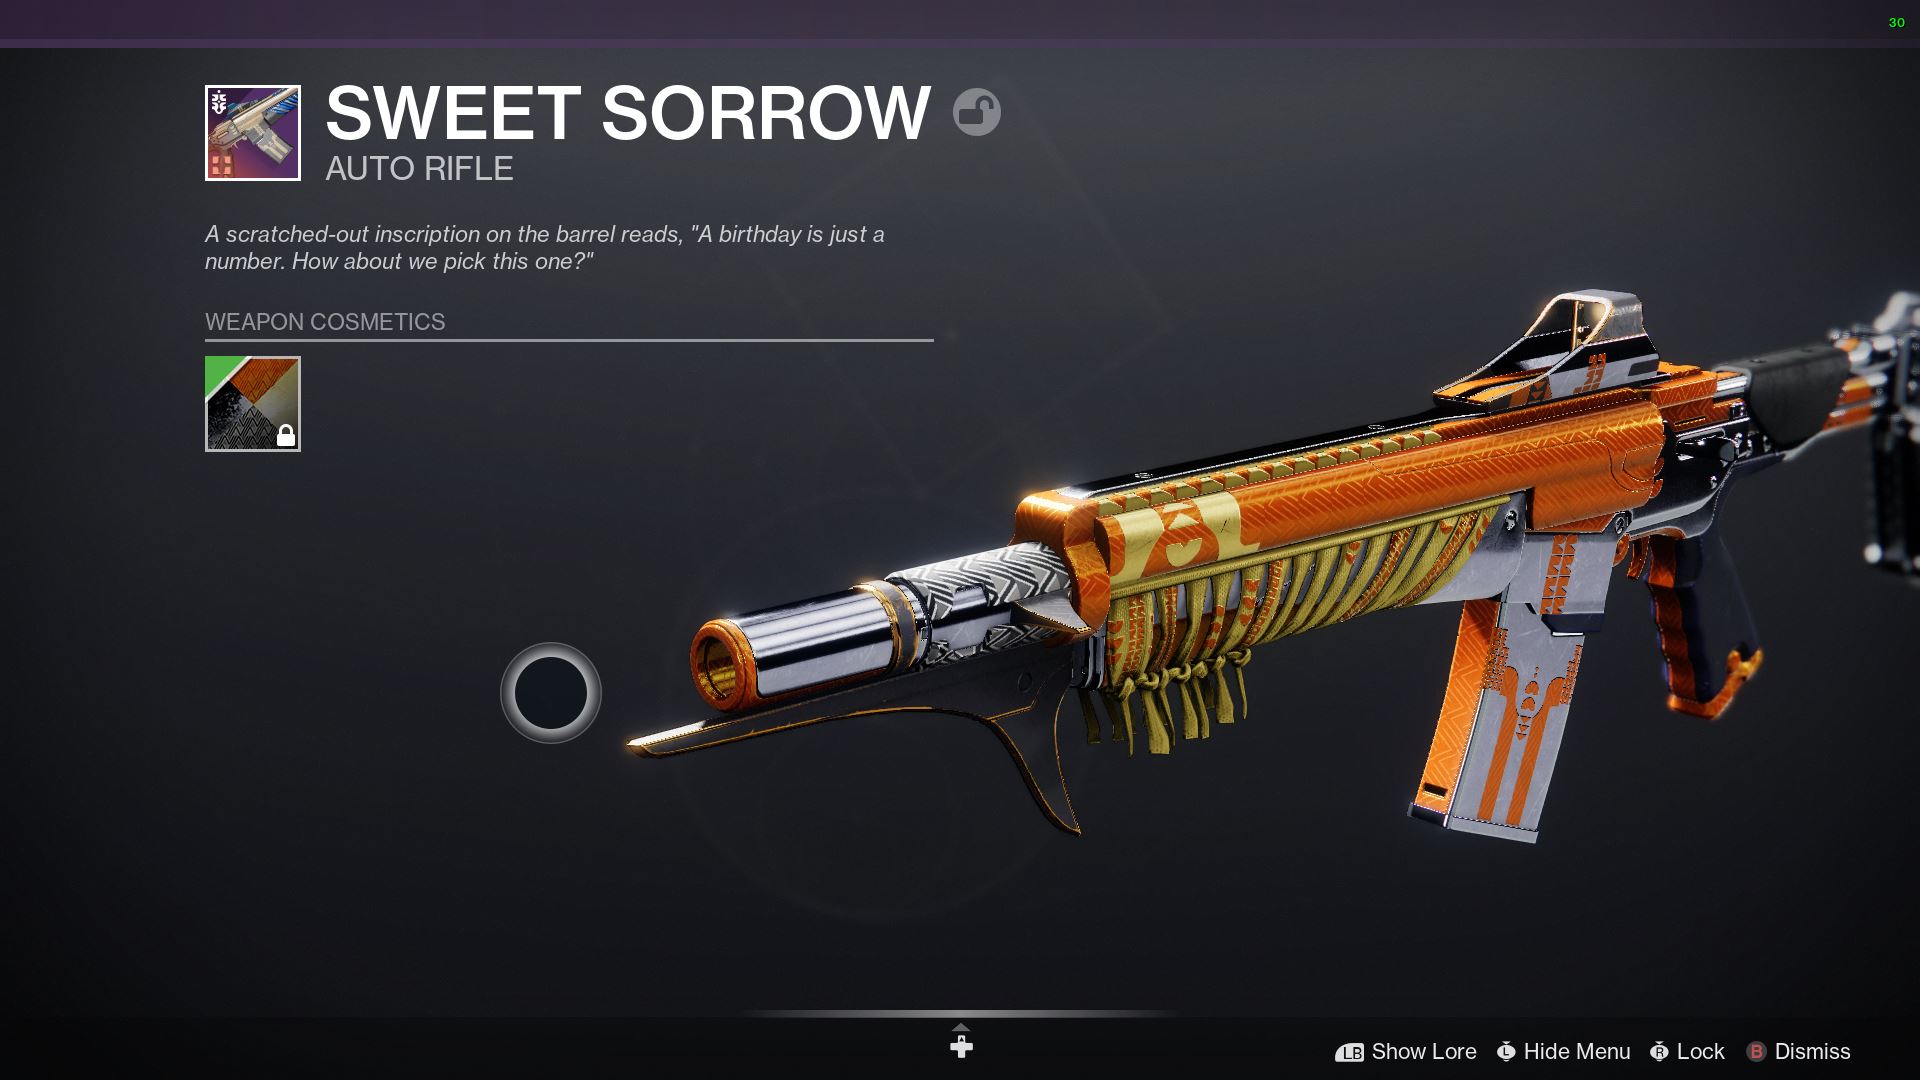 30
SWEET SORROW
AUTO RIFLE
A scratched-out inscription on the barrel reads, "A birthday is just a
number. How about we pick this one?"
WEAPON COSMETICS
LB Show Lore L Hide Menu R Lock B Dismiss